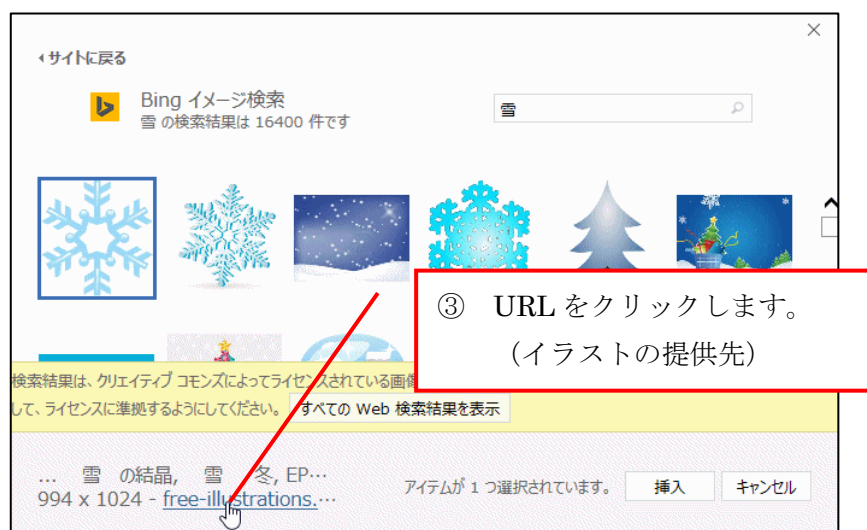 サイトに戻る
Bing イメージ検索
雪 の検索結果は 16400 件です
雪
③ URL をクリックします。
（イラストの提供先）
検索結果は、クリエイティブ コモンズによってライセンスされている画像
して、ライセンスに準拠するようにしてください。 すべての Web 検索結果を表示
... 雪 の結晶, 雪 冬, EP…
994 x 1024 - free-illustrations.…
アイテムが 1 つ選択されています。 挿入 キャンセル